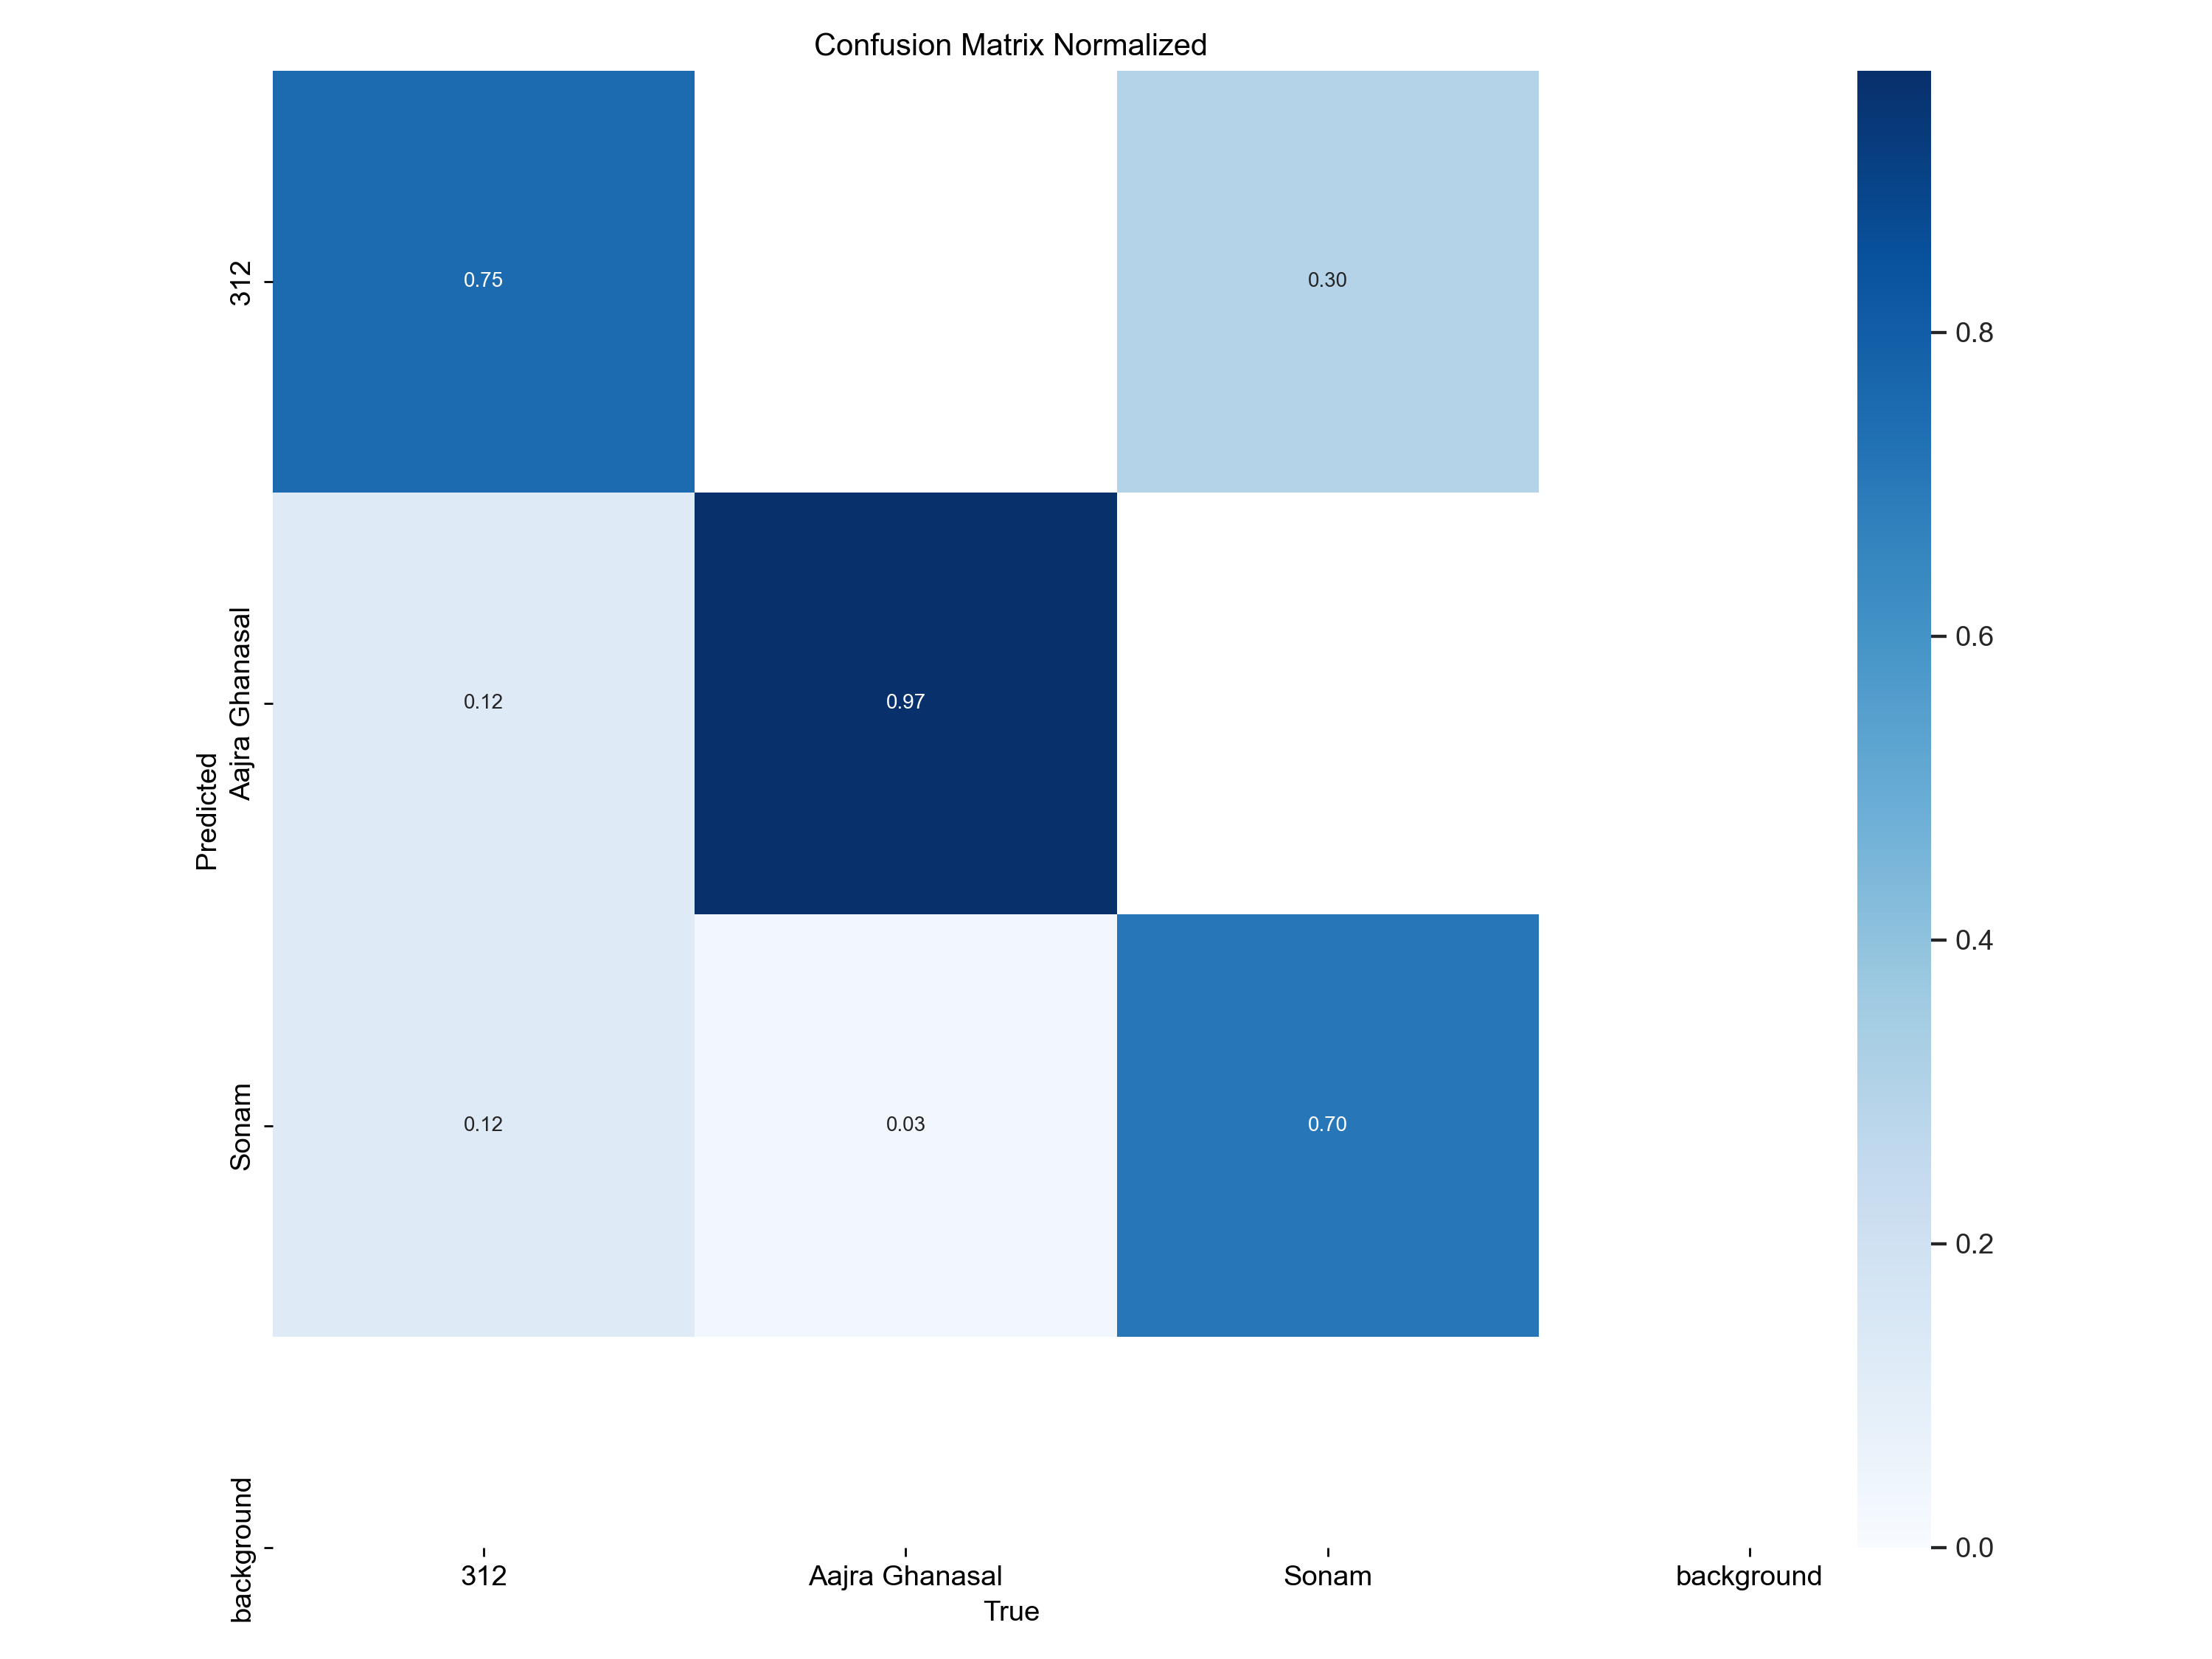 Confusion Matrix Normalized
312
0.75
0.30
0.8
0.6
Aajra Ghanasal
0.12
0.97
Predicted
0.4
Sonam
0.12
0.03
0.70
0.2
background
0.0
312
Aajra Ghanasal
Sonam
background
True